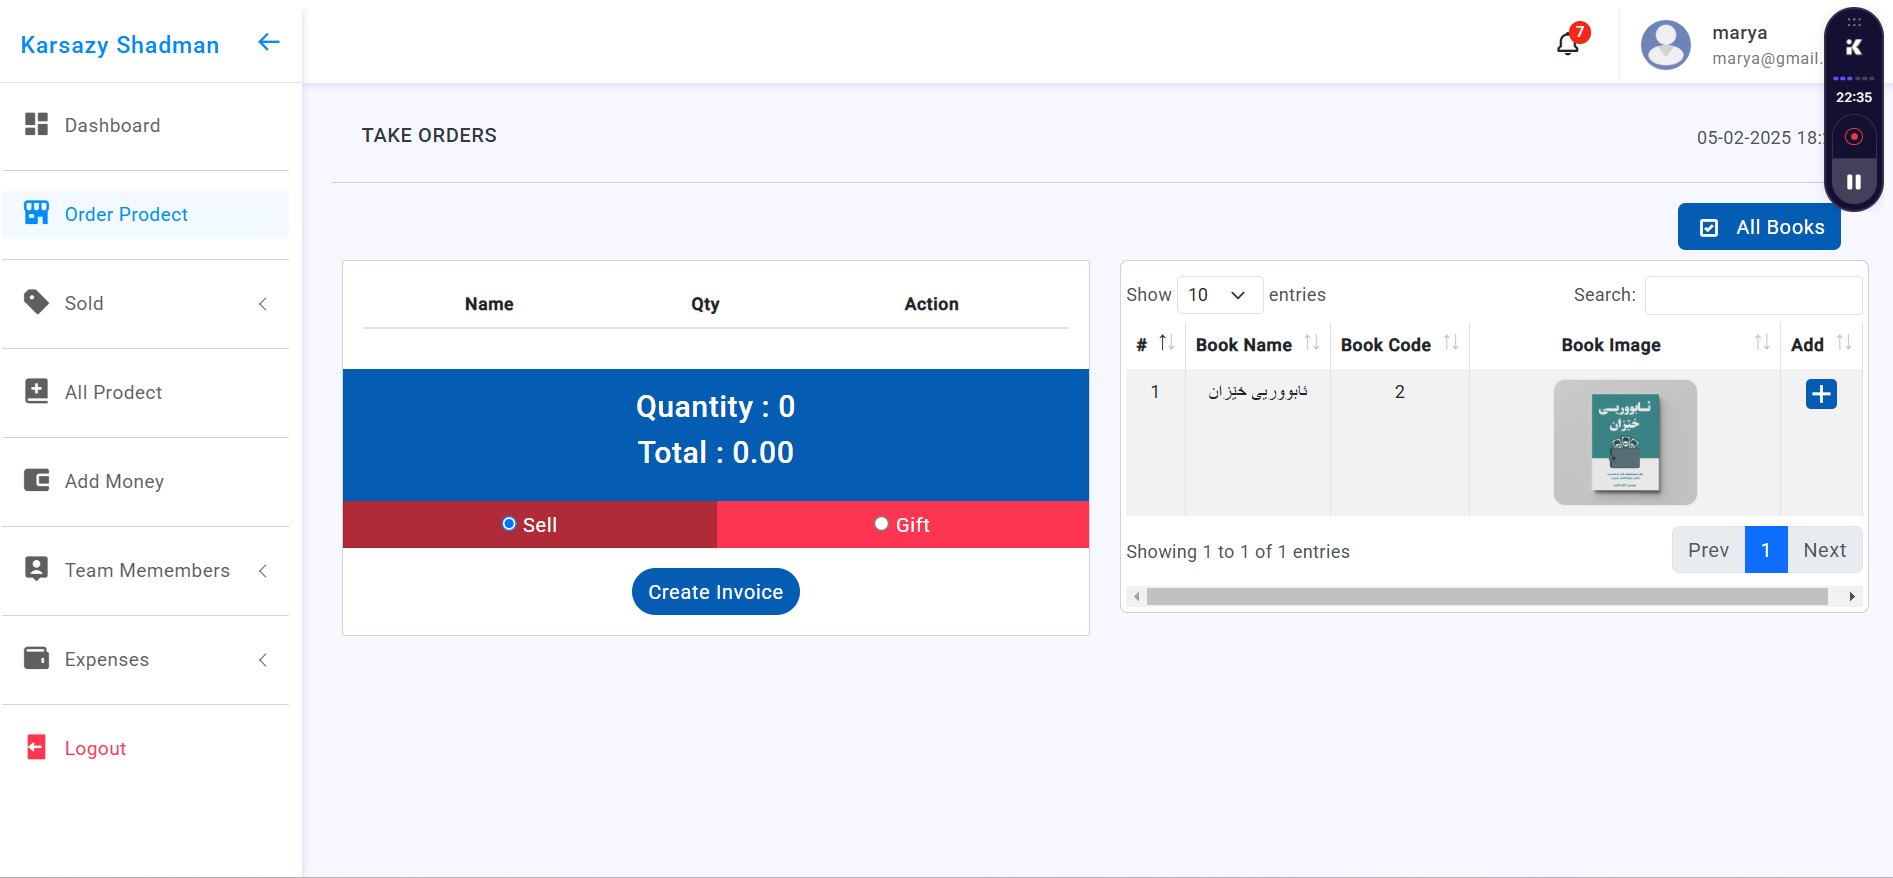 Karsazy Shadman
7
marya
marya@gmail.
22:35
Dashboard
TAKE ORDERS
05-02-2025 18:
Order Prodect
All Books
Sold
Name Qty Action
Show 10 entries
Search:
# Book Name Book Code Book Image Add
1 ئابووریی خێزان 2
ئابووریی
خێزان
All Prodect
Quantity : 0
Total : 0.00
Add Money
Sell
Gift
Showing 1 to 1 of 1 entries
Prev 1 Next
Team Memembers
Create Invoice
Expenses
Logout